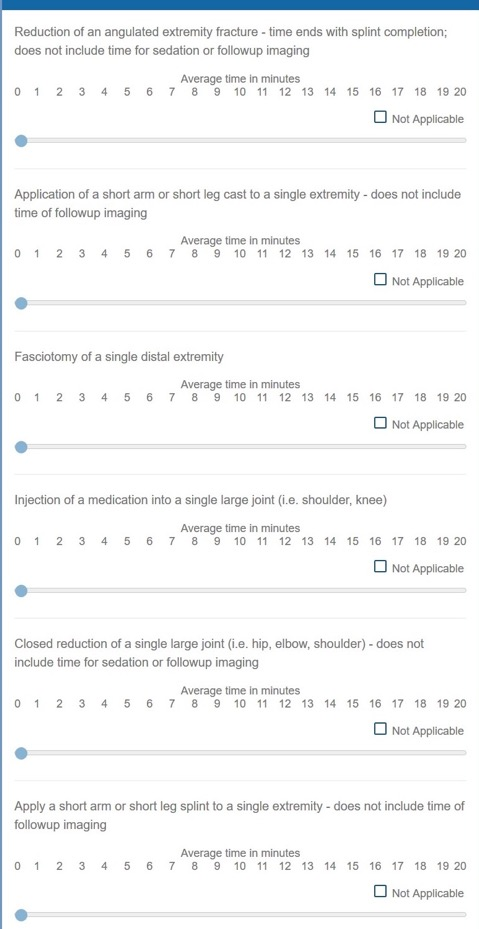 Reduction of an angulated extremity fracture - time ends with splint completion;
does not include time for sedation or followup imaging
Average time in minutes
0 1 2 3 4 5 6 7 8 9 10 11 12 13 14 15 16 17 18 19 20
Not Applicable
Application of a short arm or short leg cast to a single extremity - does not include
time of followup imaging
Average time in minutes
0 1 2 3 4 5 6 7 8 9 10 11 12 13 14 15 16 17 18 19 20
Not Applicable
Fasciotomy of a single distal extremity
Average time in minutes
0 1 2 3 4 5 6 7 8 9 10 11 12 13 14 15 16 17 18 19 20
Not Applicable
Injection of a medication into a single large joint (i.e. shoulder, knee)
Average time in minutes
0 1 2 3 4 5 6 7 8 9 10 11 12 13 14 15 16 17 18 19 20
Not Applicable
Closed reduction of a single large joint (i.e. hip, elbow, shoulder) - does not
include time for sedation or followup imaging
Average time in minutes
0 1 2 3 4 5 6 7 8 9 10 11 12 13 14 15 16 17 18 19 20
Not Applicable
Apply a short arm or short leg splint to a single extremity - does not include time of
followup imaging
Average time in minutes
0 1 2 3 4 5 6 7 8 9 10 11 12 13 14 15 16 17 18 19 20
Not Applicable